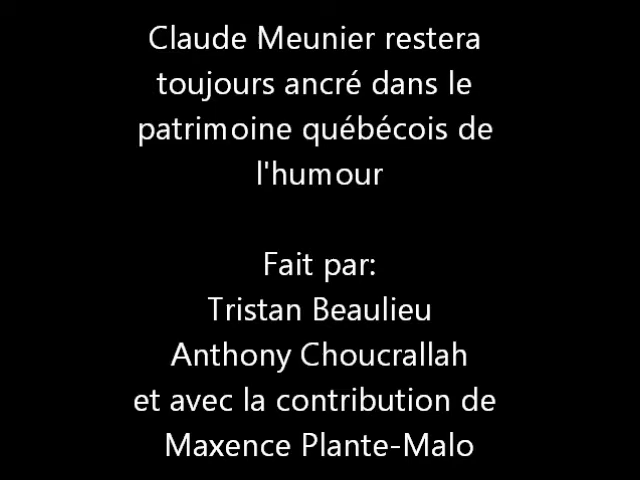 Claude Meunier restera
toujours ancré dans le
patrimoine québécois de
l'humour
Fait par:
Tristan Beaulieu
Anthony Choucrallah
et avec la contribution de
Maxence Plante-Malo